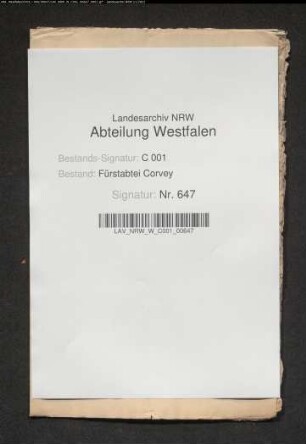 Landesarchiv NRW
Abteilung Westfalen
Bestands-Signatur: C 001
Bestand: Fürstabtei Corvey
Signatur: Nr. 647
LAV_NRW_W_C001_00647